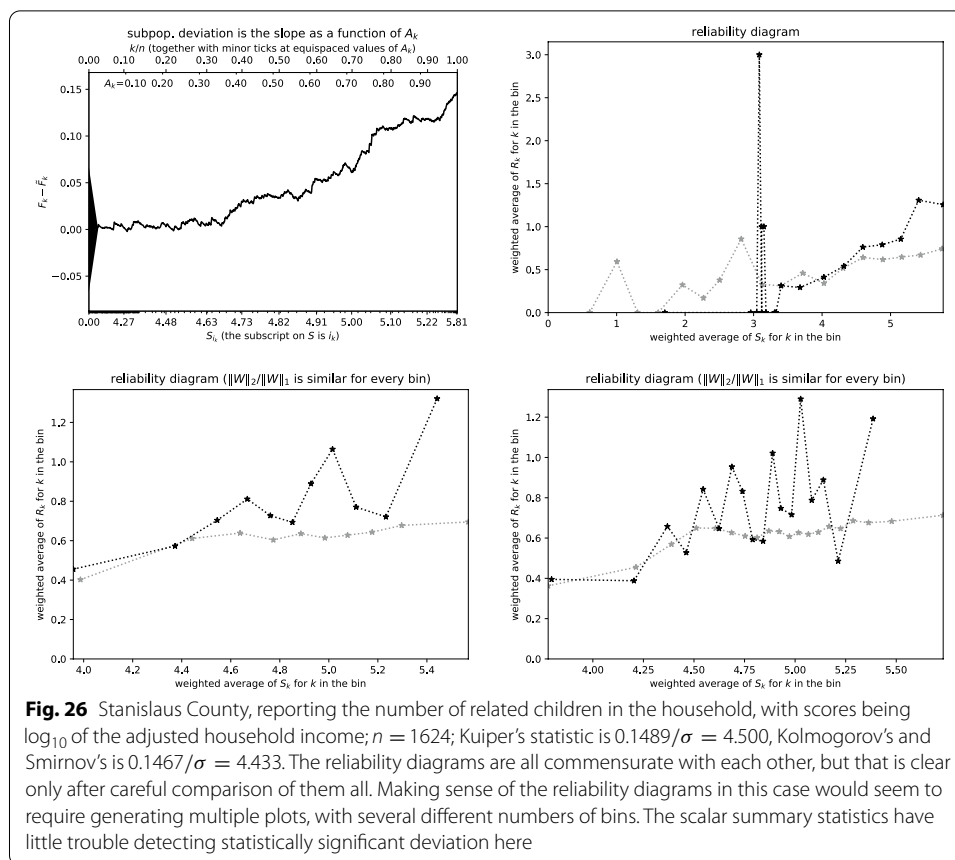 subpop. deviation is the slope as a function of A_k
k/n (together with minor ticks at equispaced values of A_k)
0.00 0.10 0.20 0.30 0.40 0.50 0.60 0.70 0.80 0.90 1.00
A_k=0.10 0.20 0.30 0.40 0.50 0.60 0.70 0.80 0.90
0.15
0.10
0.05
0.00
−0.05
F_k − F̃_k
0.00 4.27 4.48 4.63 4.73 4.82 4.91 5.00 5.10 5.22 5.81
S_{i_k} (the subscript on S is i_k)
reliability diagram
3.0
2.5
2.0
1.5
1.0
0.5
0.0
weighted average of R_k for k in the bin
0 1 2 3 4 5
weighted average of S_k for k in the bin
reliability diagram (‖W‖₂/‖W‖₁ is similar for every bin)
1.2
1.0
0.8
0.6
0.4
0.2
0.0
weighted average of R_k for k in the bin
4.0 4.2 4.4 4.6 4.8 5.0 5.2 5.4
weighted average of S_k for k in the bin
reliability diagram (‖W‖₂/‖W‖₁ is similar for every bin)
1.2
1.0
0.8
0.6
0.4
0.2
0.0
weighted average of R_k for k in the bin
4.00 4.25 4.50 4.75 5.00 5.25 5.50
weighted average of S_k for k in the bin
Fig. 26 Stanislaus County, reporting the number of related children in the household, with scores being
log₁₀ of the adjusted household income; n = 1624; Kuiper's statistic is 0.1489/σ = 4.500, Kolmogorov's and
Smirnov's is 0.1467/σ = 4.433. The reliability diagrams are all commensurate with each other, but that is clear
only after careful comparison of them all. Making sense of the reliability diagrams in this case would seem to
require generating multiple plots, with several different numbers of bins. The scalar summary statistics have
little trouble detecting statistically significant deviation here